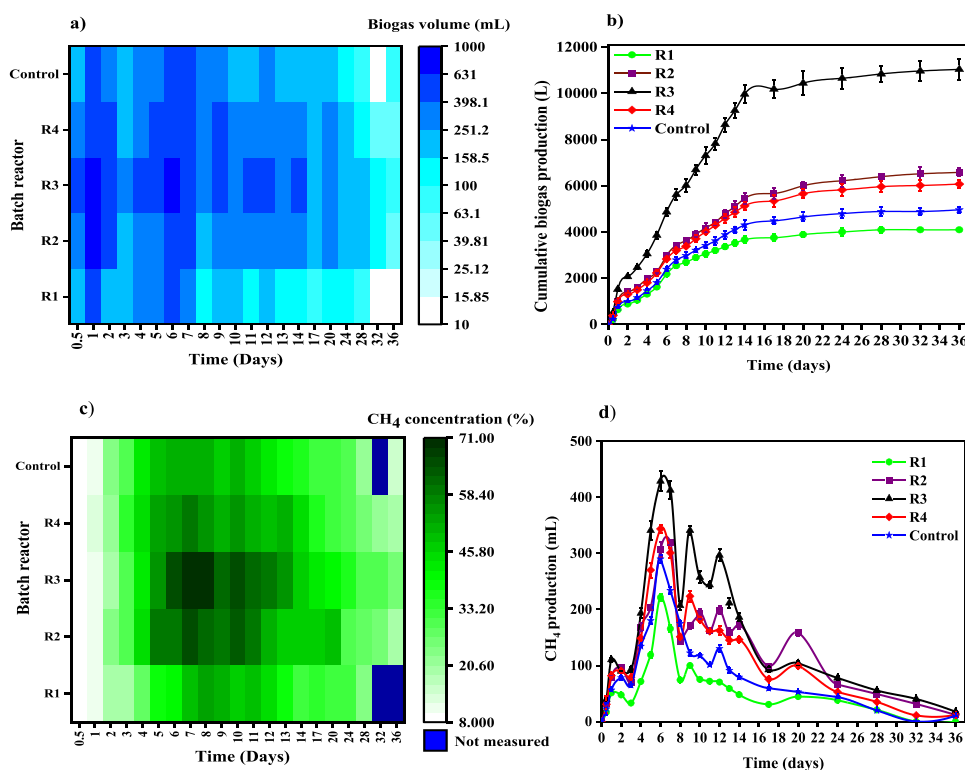 a)
Biogas volume (mL)
Batch reactor
Control
R4
R3
R2
R1
0.5 1 2 3 4 5 6 7 8 9 10 11 12 13 14 17 20 24 28 32 36
Time (Days)
1000
631
398.1
251.2
158.5
100
63.1
39.81
25.12
15.85
10
b)
Cumulative biogas production (L)
12000
10000
8000
6000
4000
2000
0
0 2 4 6 8 10 12 14 16 18 20 22 24 26 28 30 32 34 36
Time (days)
R1
R2
R3
R4
Control
c)
CH4 concentration (%)
Batch reactor
Control
R4
R3
R2
R1
0.5 1 2 3 4 5 6 7 8 9 10 11 12 13 14 17 20 24 28 32 36
Time (Days)
71.00
58.40
45.80
33.20
20.60
8.000
Not measured
d)
CH4 production (mL)
500
400
300
200
100
0
0 2 4 6 8 10 12 14 16 18 20 22 24 26 28 30 32 34 36
Time (days)
R1
R2
R3
R4
Control